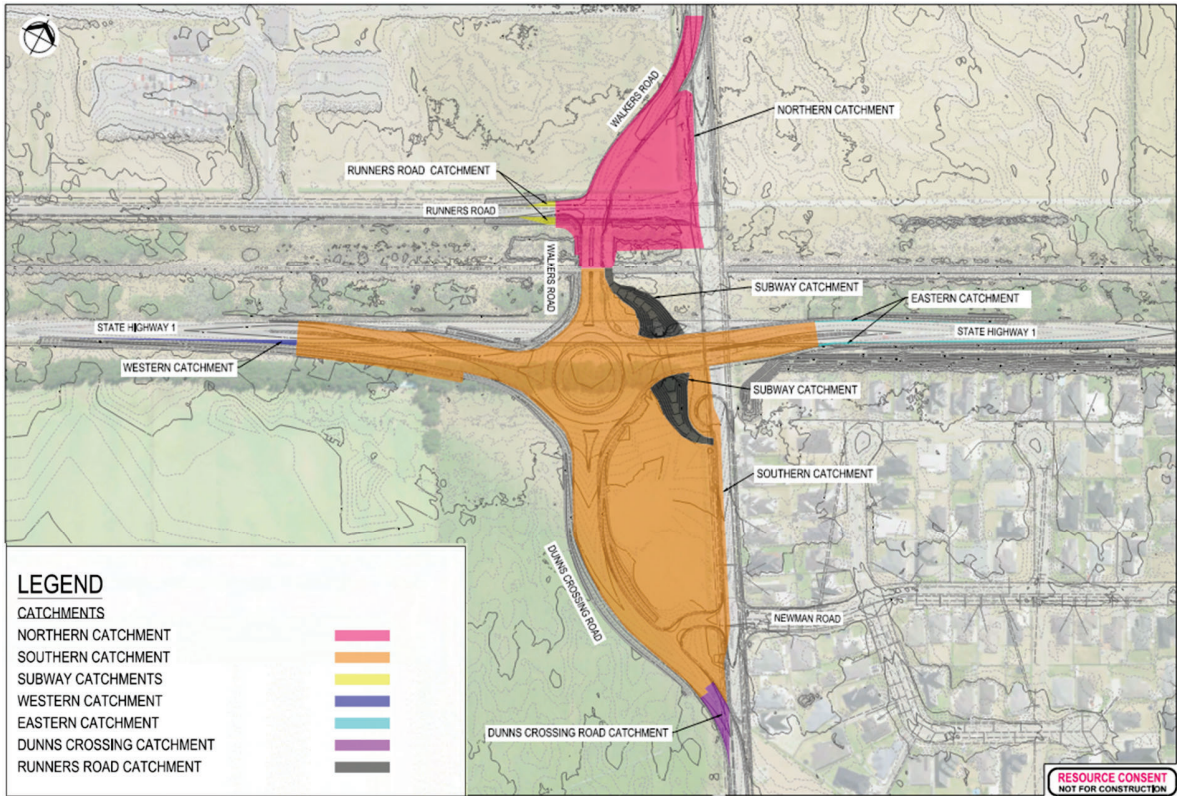 WALKERS ROAD
NORTHERN CATCHMENT
RUNNERS ROAD CATCHMENT
RUNNERS ROAD
WALKERS ROAD
SUBWAY CATCHMENT
EASTERN CATCHMENT
STATE HIGHWAY 1
STATE HIGHWAY 1
WESTERN CATCHMENT
SUBWAY CATCHMENT
SOUTHERN CATCHMENT
DUNNS CROSSING ROAD
NEWMAN ROAD
DUNNS CROSSING ROAD CATCHMENT
LEGEND
CATCHMENTS
NORTHERN CATCHMENT
SOUTHERN CATCHMENT
SUBWAY CATCHMENTS
WESTERN CATCHMENT
EASTERN CATCHMENT
DUNNS CROSSING CATCHMENT
RUNNERS ROAD CATCHMENT
RESOURCE CONSENT
NOT FOR CONSTRUCTION